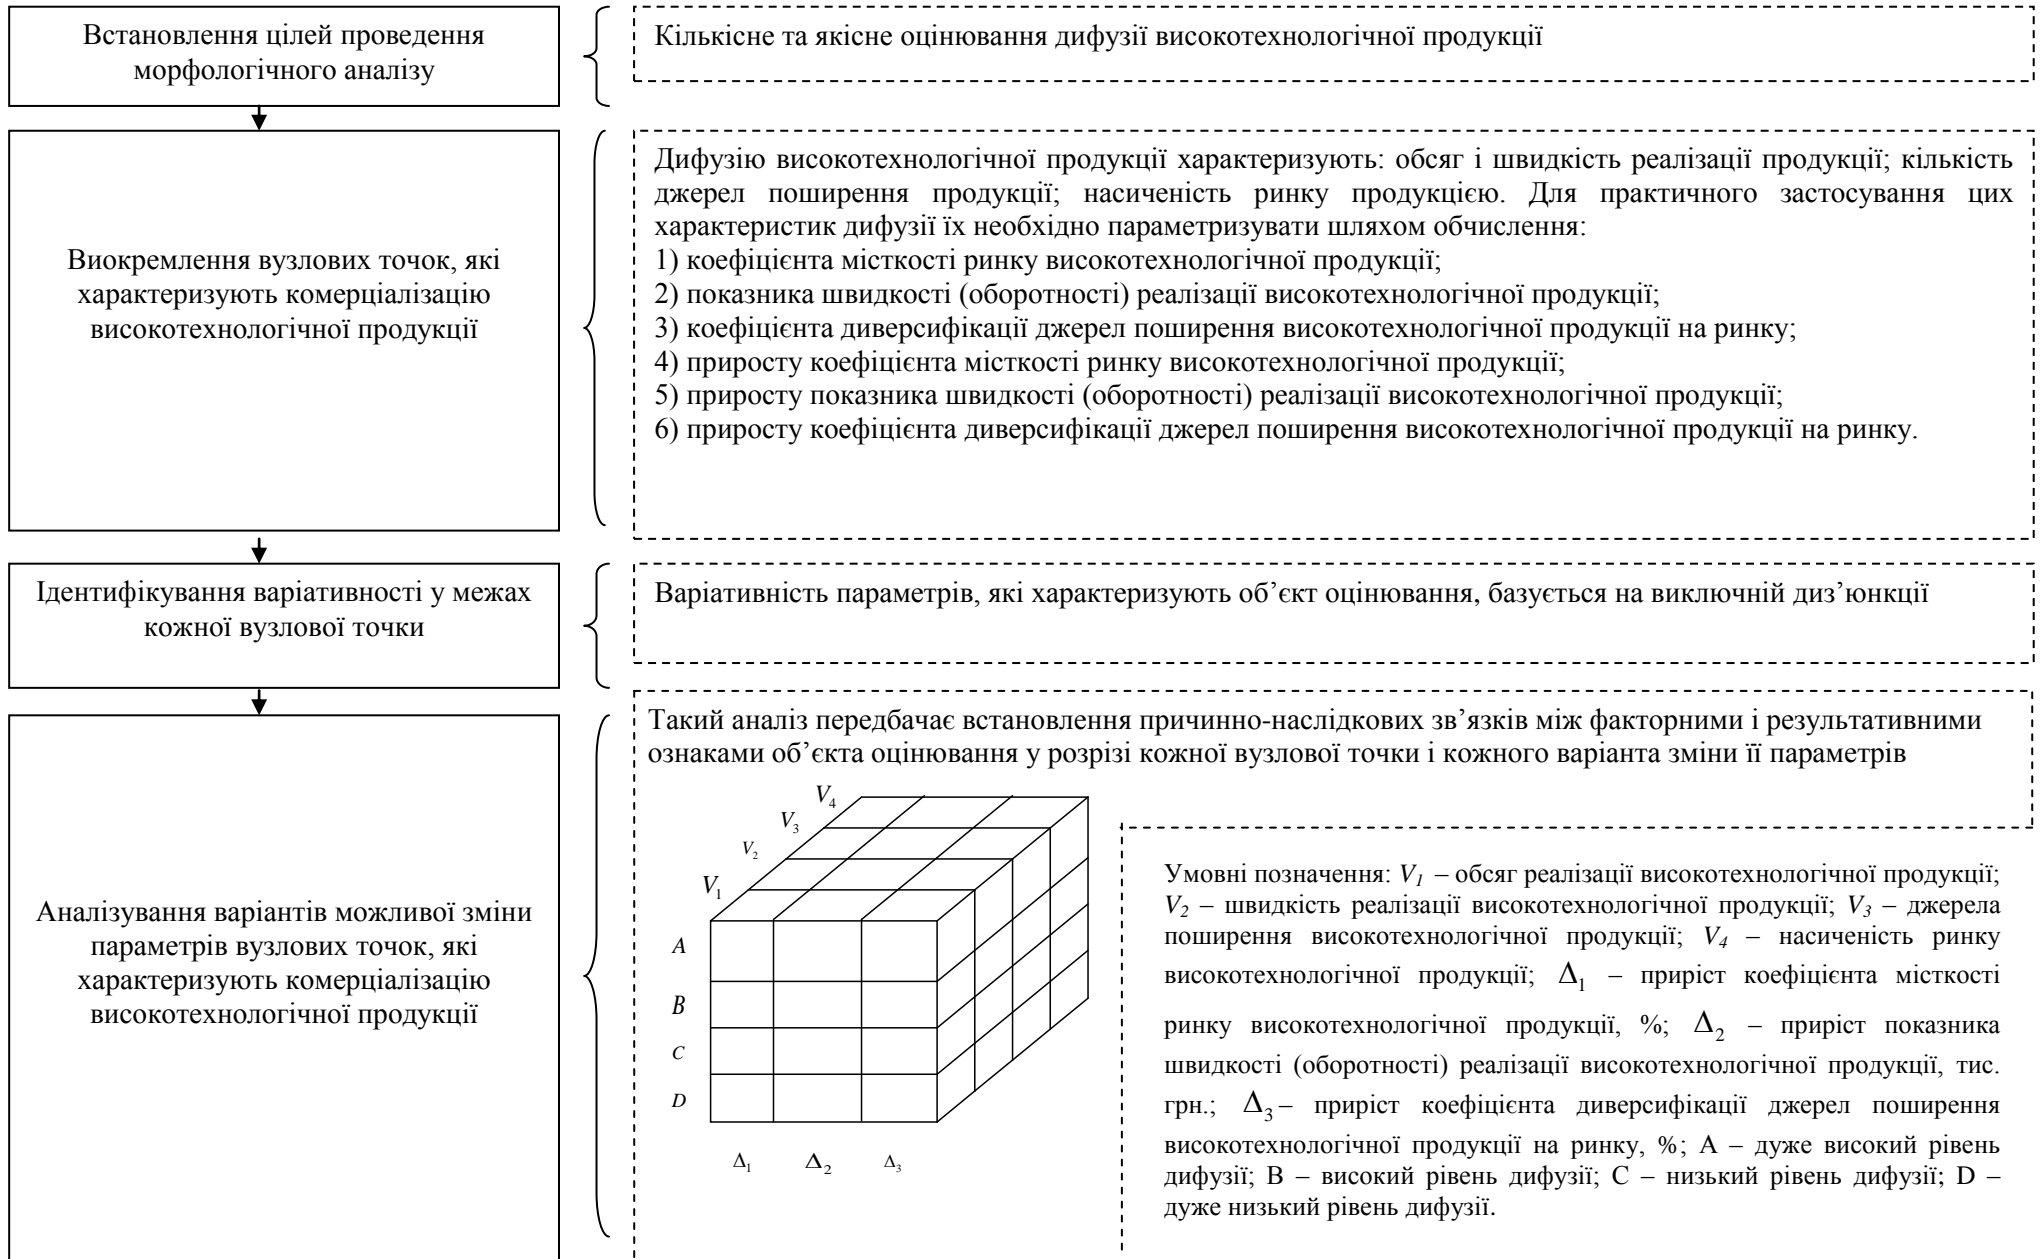 Встановлення цілей проведення
морфологічного аналізу
Кількісне та якісне оцінювання дифузії високотехнологічної продукції
Виокремлення вузлових точок, які
характеризують комерціалізацію
високотехнологічної продукції
Дифузію високотехнологічної продукції характеризують: обсяг і швидкість реалізації продукції; кількість
джерел поширення продукції; насиченість ринку продукцією. Для практичного застосування цих
характеристик дифузії їх необхідно параметризувати шляхом обчислення:
1) коефіцієнта місткості ринку високотехнологічної продукції;
2) показника швидкості (оборотності) реалізації високотехнологічної продукції;
3) коефіцієнта диверсифікації джерел поширення високотехнологічної продукції на ринку;
4) приросту коефіцієнта місткості ринку високотехнологічної продукції;
5) приросту показника швидкості (оборотності) реалізації високотехнологічної продукції;
6) приросту коефіцієнта диверсифікації джерел поширення високотехнологічної продукції на ринку.
Ідентифікування варіативності у межах
кожної вузлової точки
Варіативність параметрів, які характеризують об’єкт оцінювання, базується на виключній диз’юнкції
Аналізування варіантів можливої зміни
параметрів вузлових точок, які
характеризують комерціалізацію
високотехнологічної продукції
Такий аналіз передбачає встановлення причинно-наслідкових зв’язків між факторними і результативними
ознаками об’єкта оцінювання у розрізі кожної вузлової точки і кожного варіанта зміни її параметрів
V₄
V₃
V₂
V₁
A
B
C
D
Δ₁ Δ₂ Δ₃
Умовні позначення: V₁ – обсяг реалізації високотехнологічної продукції;
V₂ – швидкість реалізації високотехнологічної продукції; V₃ – джерела
поширення високотехнологічної продукції; V₄ – насиченість ринку
високотехнологічної продукції; Δ₁ – приріст коефіцієнта місткості
ринку високотехнологічної продукції, %; Δ₂ – приріст показника
швидкості (оборотності) реалізації високотехнологічної продукції, тис.
грн.; Δ₃ – приріст коефіцієнта диверсифікації джерел поширення
високотехнологічної продукції на ринку, %; А – дуже високий рівень
дифузії; В – високий рівень дифузії; С – низький рівень дифузії; D –
дуже низький рівень дифузії.